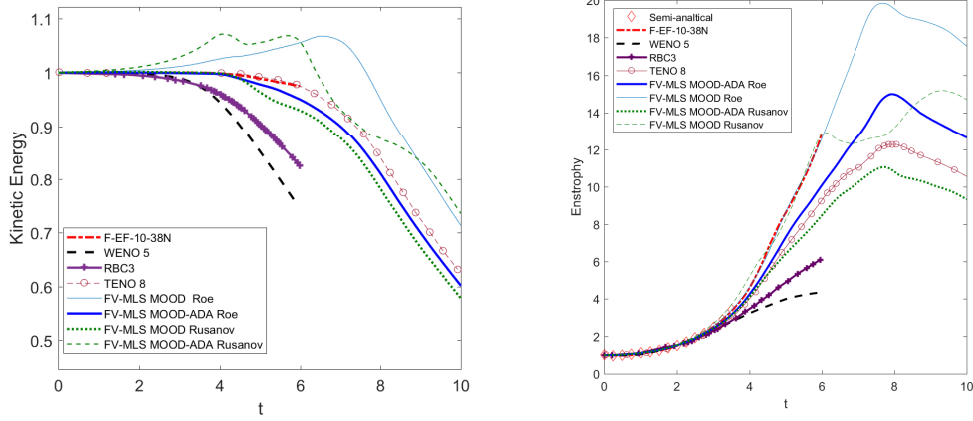 Kinetic Energy
1.1
1
0.9
0.8
0.7
0.6
0.5
F-EF-10-38N
WENO 5
RBC3
TENO 8
FV-MLS MOOD Roe
FV-MLS MOOD-ADA Roe
FV-MLS MOOD Rusanov
FV-MLS MOOD-ADA Rusanov
0 2 4 6 8 10
t
Enstrophy
20
18
16
14
12
10
8
6
4
2
0
Semi-analtical
F-EF-10-38N
WENO 5
RBC3
TENO 8
FV-MLS MOOD-ADA Roe
FV-MLS MOOD Roe
FV-MLS MOOD-ADA Rusanov
FV-MLS MOOD Rusanov
0 2 4 6 8 10
t